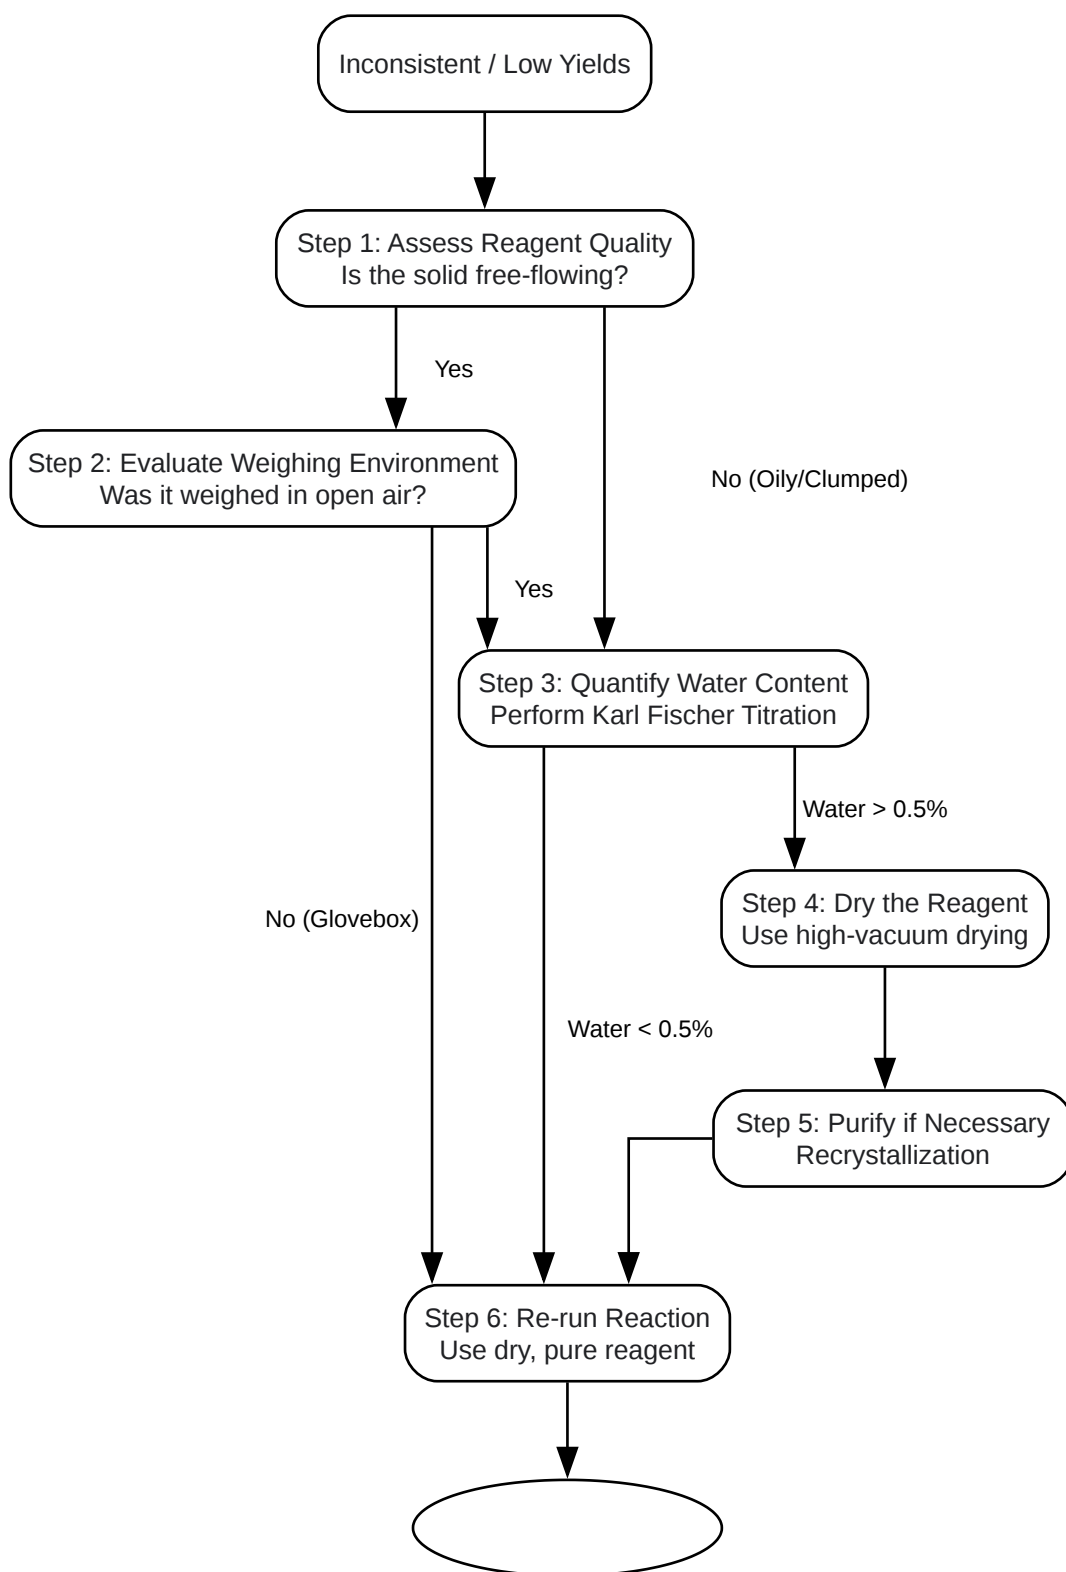 Inconsistent / Low Yields
Step 1: Assess Reagent Quality
Is the solid free-flowing?
Yes
Step 2: Evaluate Weighing Environment
Was it weighed in open air?
No (Oily/Clumped)
Yes
Step 3: Quantify Water Content
Perform Karl Fischer Titration
Water > 0.5%
Step 4: Dry the Reagent
Use high-vacuum drying
No (Glovebox)
Water < 0.5%
Step 5: Purify if Necessary
Recrystallization
Step 6: Re-run Reaction
Use dry, pure reagent